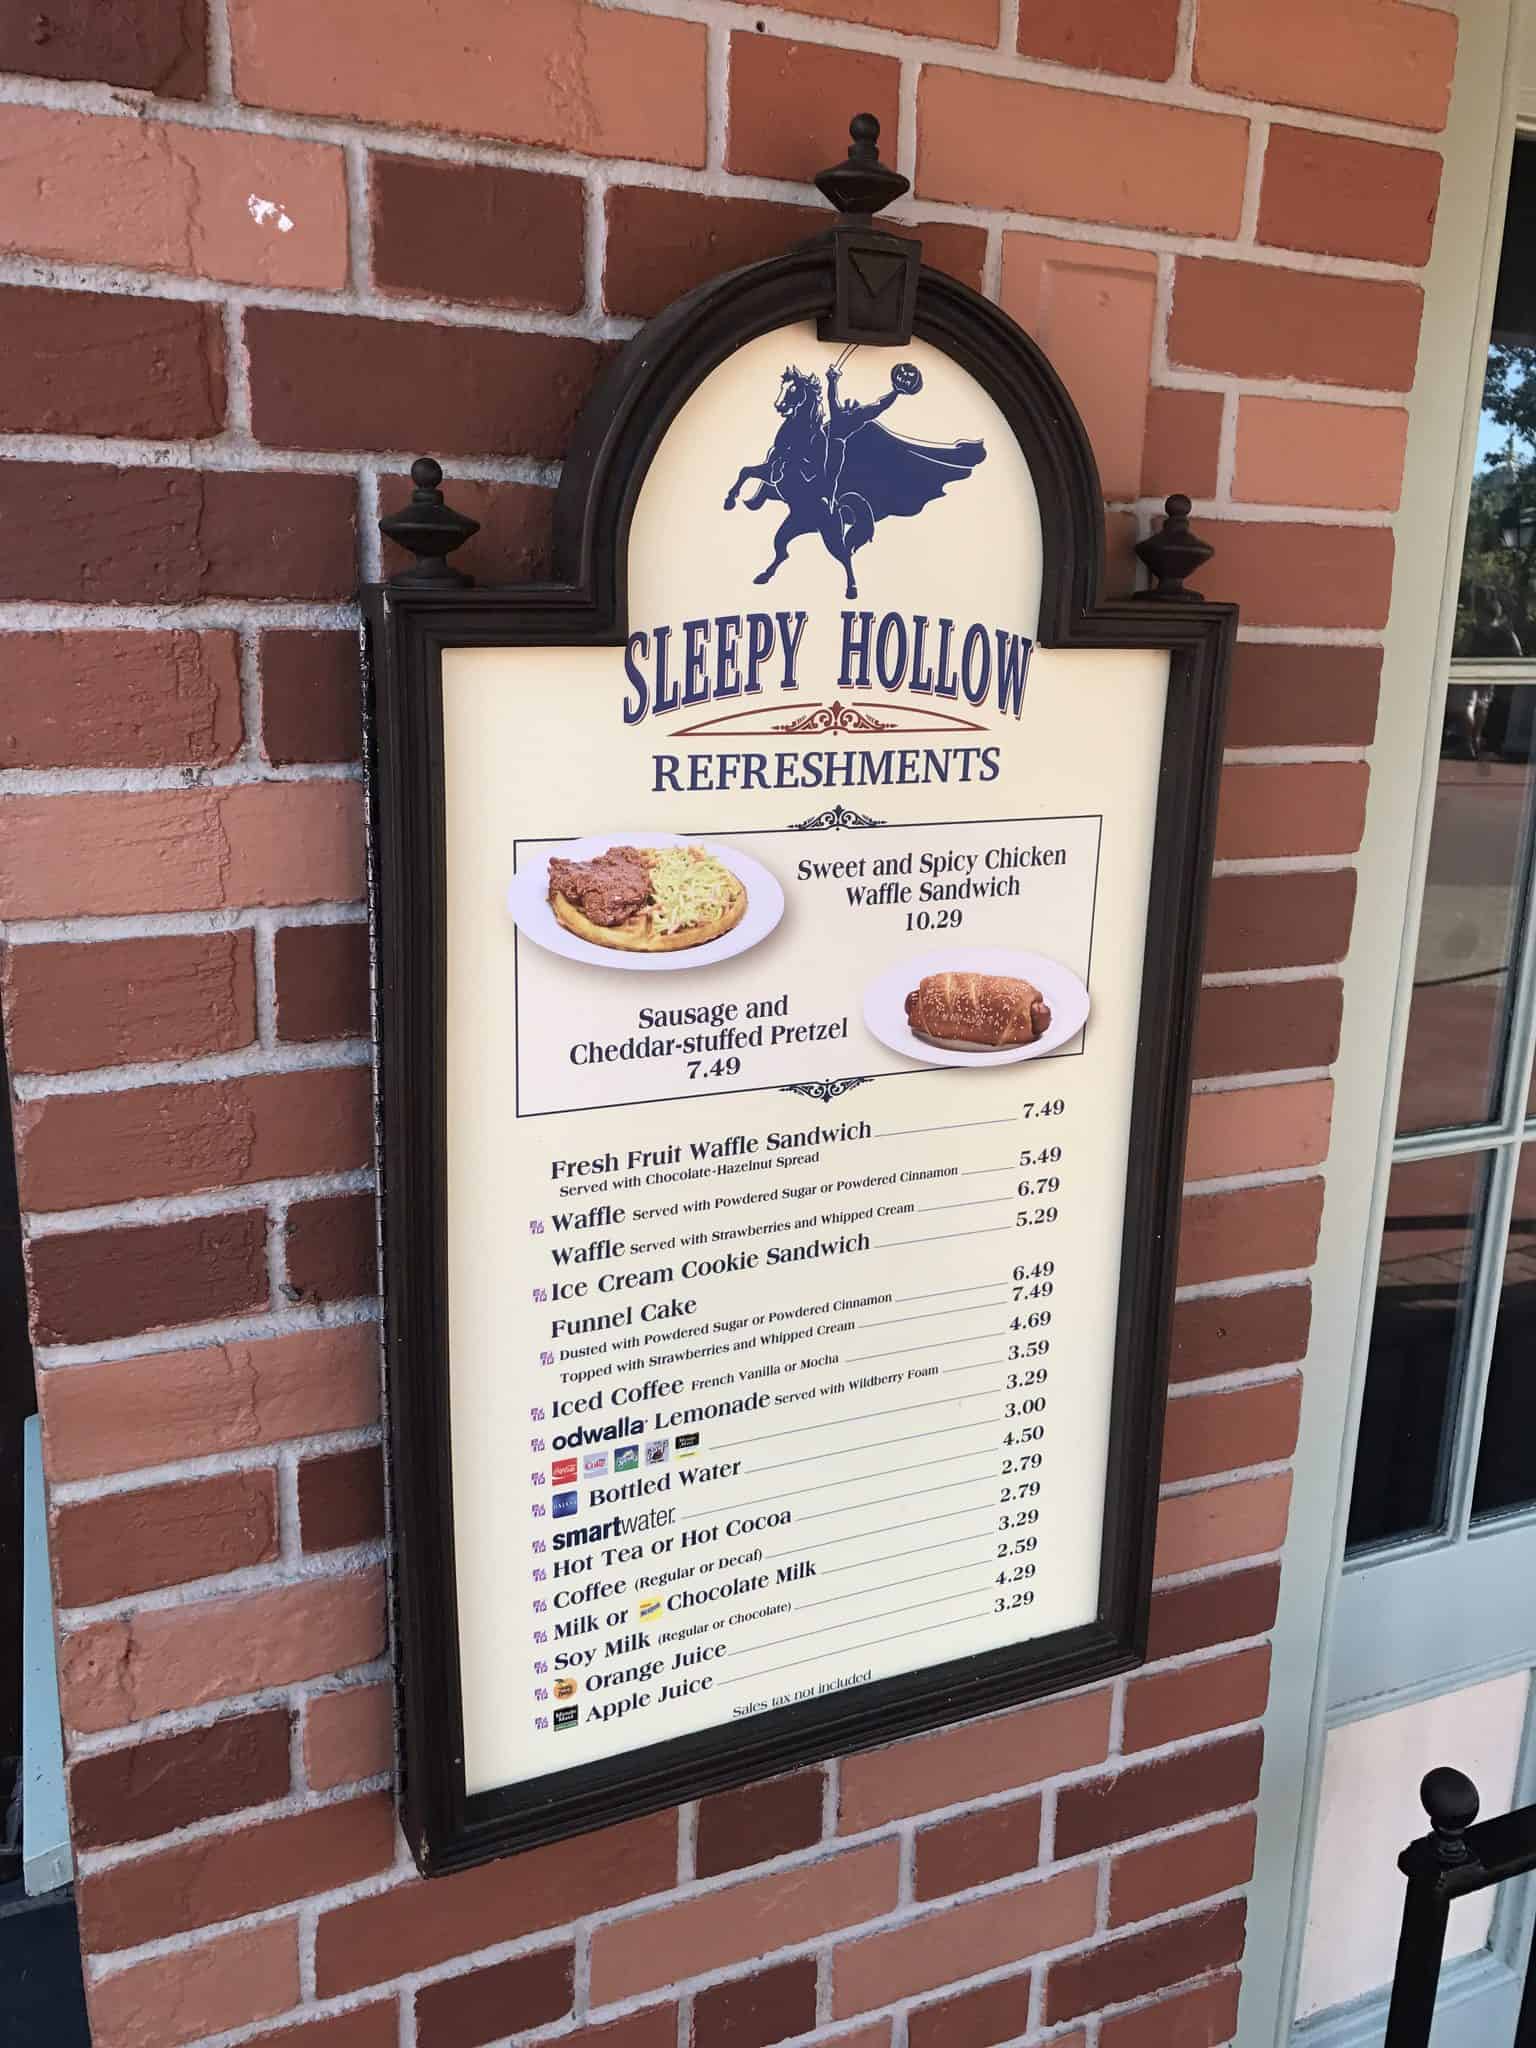 SLEEPY HOLLOW
REFRESHMENTS
Sweet and Spicy Chicken
Waffle Sandwich
10.29
Sausage and
Cheddar-stuffed Pretzel
7.49
Fresh Fruit Waffle Sandwich 7.49
Served with Chocolate-Hazelnut Spread
Waffle Served with Powdered Sugar or Powdered Cinnamon 5.49
Waffle Served with Strawberries and Whipped Cream 6.79
Ice Cream Cookie Sandwich 5.29
Funnel Cake
Dusted with Powdered Sugar or Powdered Cinnamon 6.49
Topped with Strawberries and Whipped Cream 7.49
Iced Coffee French Vanilla or Mocha 4.69
odwalla Lemonade Served with Wildberry Foam 3.59
Coca-Cola Coke Sprite 3.29
Bottled Water 3.00
smartwater 4.50
Hot Tea or Hot Cocoa 2.79
Coffee (Regular or Decaf) 2.79
Milk or Chocolate Milk 3.29
Soy Milk (Regular or Chocolate) 2.59
Orange Juice 4.29
Minute Maid Apple Juice 3.29
Sales tax not included